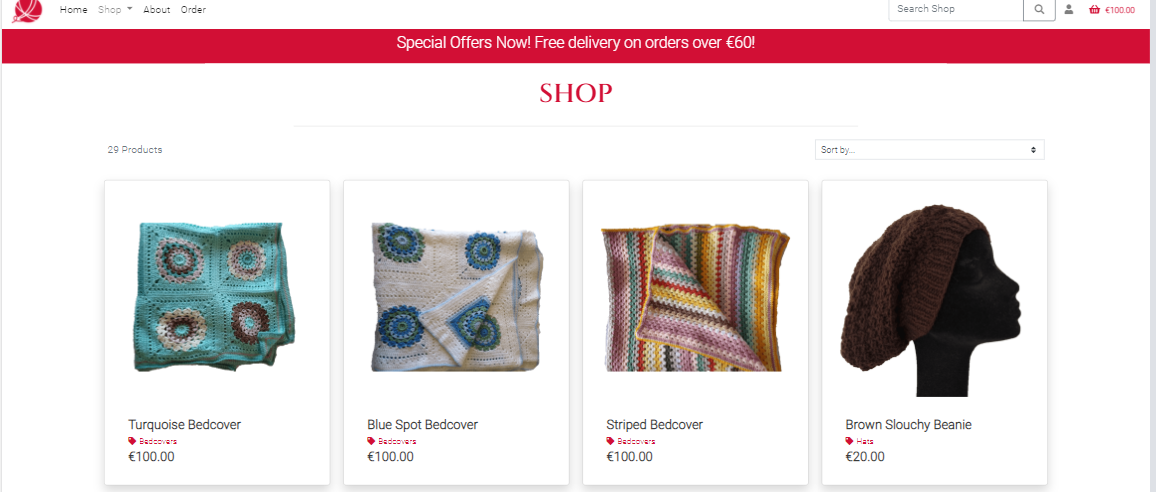 Home Shop About Order Search Shop €100.00
Special Offers Now! Free delivery on orders over €60!
SHOP
29 Products Sort by...
Turquoise Bedcover Blue Spot Bedcover Striped Bedcover Brown Slouchy Beanie
Bedcovers Bedcovers Bedcovers Hats
€100.00 €100.00 €100.00 €20.00